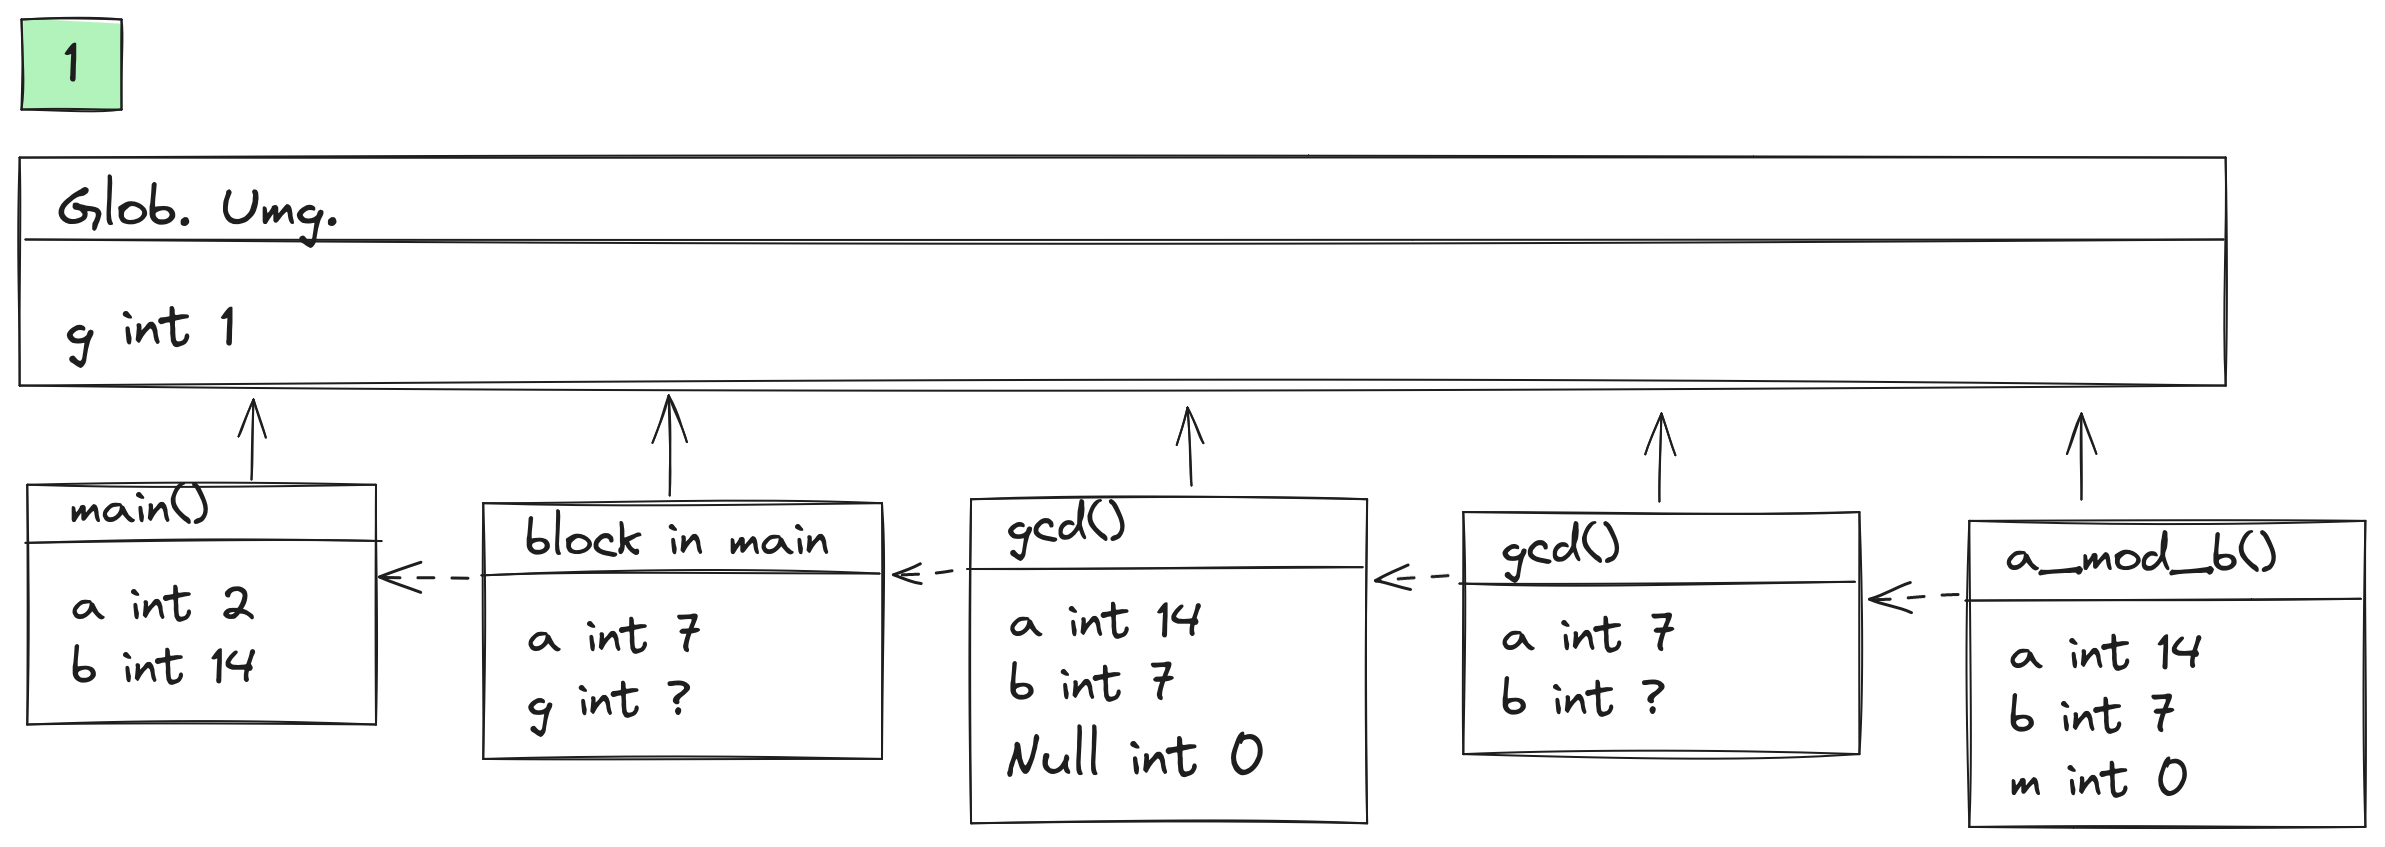 1
Glob. Umg.
g int 1
main()
a int 2
b int 14
block in main
a int 7
g int ?
gcd()
a int 14
b int 7
Null int 0
gcd()
a int 7
b int ?
a_mod_b()
a int 14
b int 7
m int 0